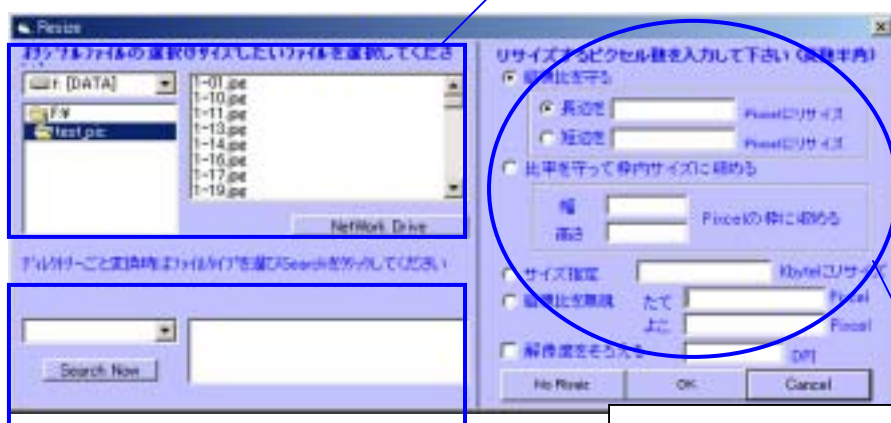 Resize
オリジナルファイルの選択リサイズしたいファイルを選択してくださ
f: [DATA]
F:¥
test_pic
1-01.jpe
1-10.jpe
1-11.jpe
1-13.jpe
1-14.jpe
1-16.jpe
1-17.jpe
1-19.jpe
NetWork Drive
ディレクトリーごと変換時はファイルタイプを選びSearchをクリックしてください
Search Now
リサイズするピクセル数を入力して下さい（英数半角）
縦横比を守る
長辺を Pixcelにリサイズ
短辺を Pixcelにリサイズ
比率を守って枠内サイズに収める
幅
高さ
Pixcelの枠に収める
サイズ指定 Kbyteにリサイズ
縦横比を無視 たて Pixcel
よこ Pixcel
解像度をそろえる DPI
No Resize OK Cancel